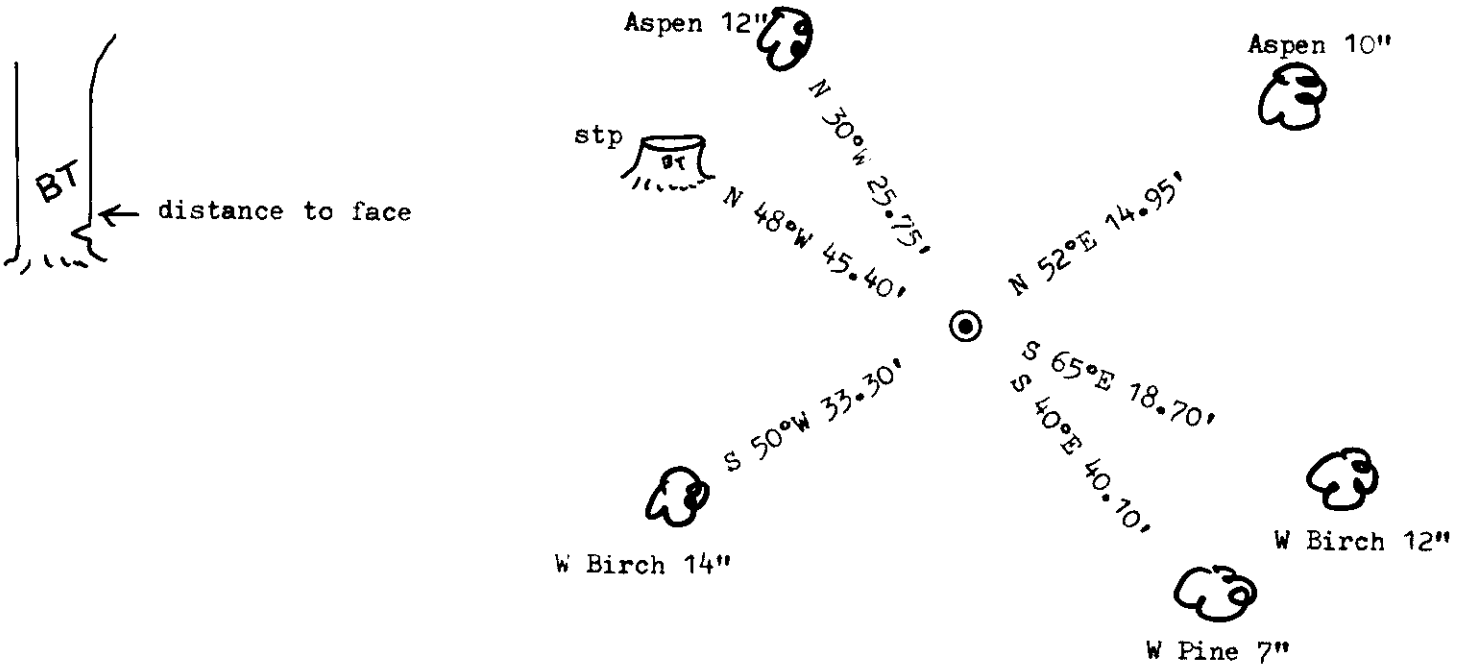 Aspen 12"
Aspen 10"
stp
BT
N 30°W 25.75'
N 48°W 45.40'
N 52°E 14.95'
BT
distance to face
S 65°E 18.70'
S 40°E 40.10'
S 50°W 33.30'
W Birch 14"
W Birch 12"
W Pine 7"